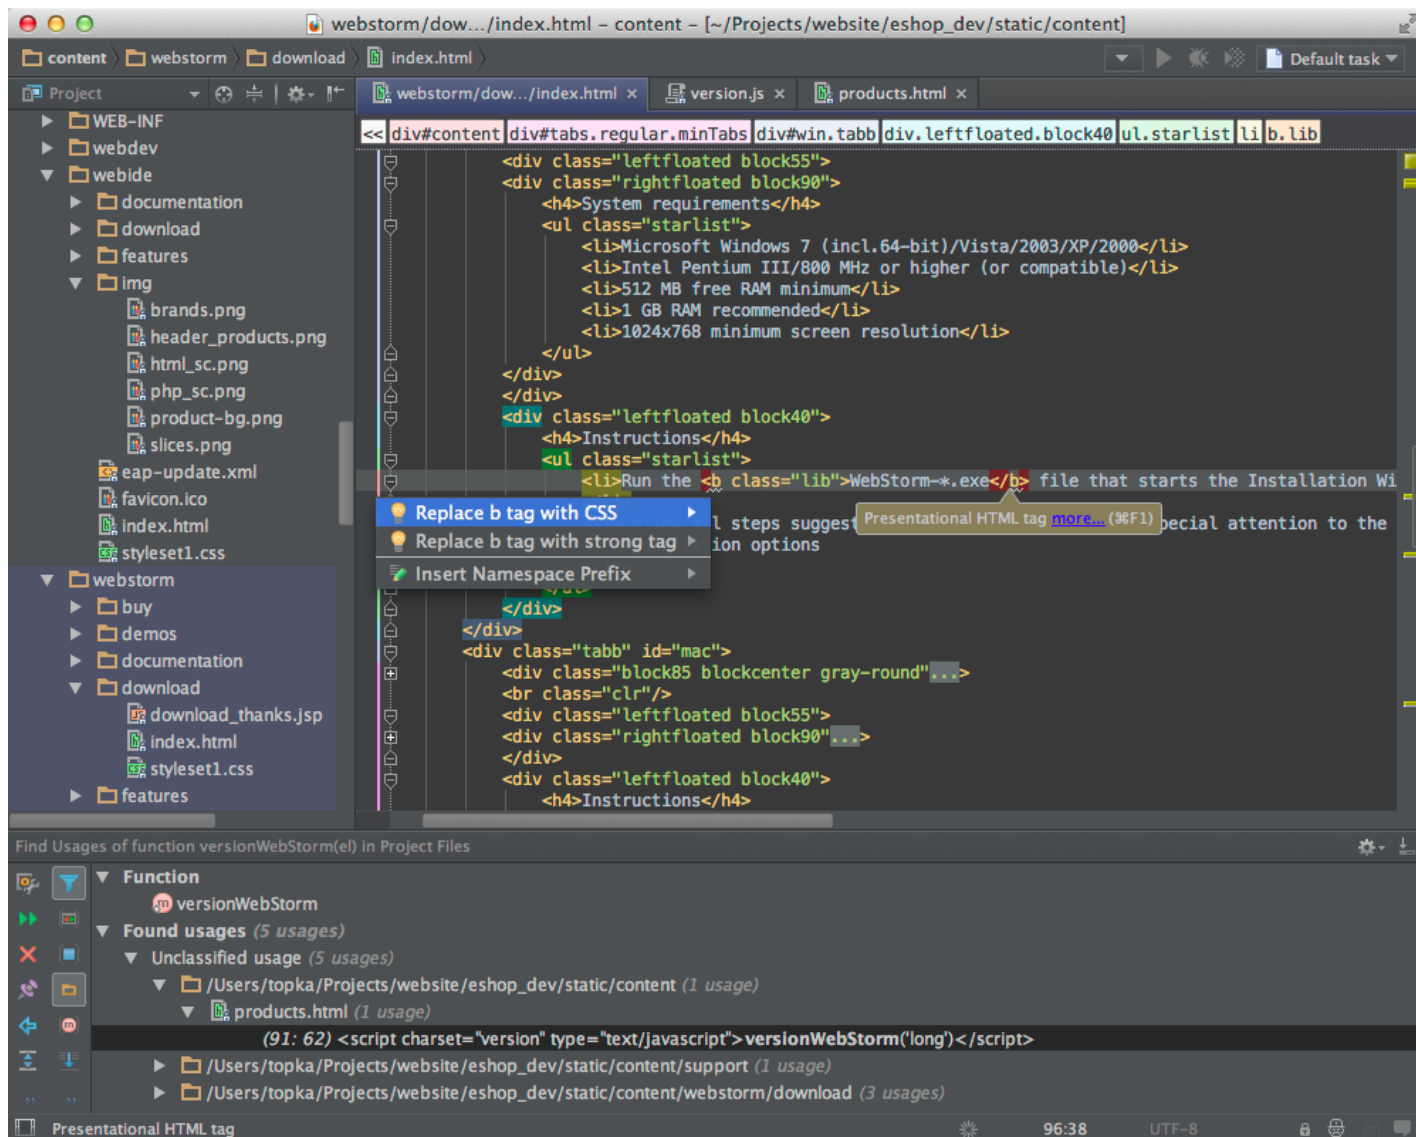 webstorm/dow.../index.html – content – [~/Projects/website/eshop_dev/static/content]
content webstorm download index.html Default task
Project webstorm/dow.../index.html × version.js × products.html ×
<< div#content div#tabs.regular.minTabs div#win.tabb div.leftfloated.block40 ul.starlist li b.lib
WEB-INF
webdev
webide
documentation
download
features
img
brands.png
header_products.png
html_sc.png
php_sc.png
product-bg.png
slices.png
eap-update.xml
favicon.ico
index.html
styleset1.css
webstorm
buy
demos
documentation
download
download_thanks.jsp
index.html
styleset1.css
features
<div class="leftfloated block55">
<div class="rightfloated block90">
<h4>System requirements</h4>
<ul class="starlist">
<li>Microsoft Windows 7 (incl.64-bit)/Vista/2003/XP/2000</li>
<li>Intel Pentium III/800 MHz or higher (or compatible)</li>
<li>512 MB free RAM minimum</li>
<li>1 GB RAM recommended</li>
<li>1024x768 minimum screen resolution</li>
</ul>
</div>
</div>
<div class="leftfloated block40">
<h4>Instructions</h4>
<ul class="starlist">
<li>Run the <b class="lib">WebStorm-*.exe</b> file that starts the Installation Wi
Replace b tag with CSS
l steps suggest
Presentational HTML tag more... (⌘F1)
pecial attention to the
Replace b tag with strong tag
ion options
Insert Namespace Prefix
</ul>
</div>
</div>
<div class="tabb" id="mac">
<div class="block85 blockcenter gray-round"...>
<br class="clr"/>
<div class="leftfloated block55">
<div class="rightfloated block90"...>
</div>
<div class="leftfloated block40">
<h4>Instructions</h4>
Find Usages of function versionWebStorm(el) in Project Files
Function
m versionWebStorm
Found usages (5 usages)
Unclassified usage (5 usages)
/Users/topka/Projects/website/eshop_dev/static/content (1 usage)
products.html (1 usage)
(91: 62) <script charset="version" type="text/javascript">versionWebStorm('long')</script>
/Users/topka/Projects/website/eshop_dev/static/content/support (1 usage)
/Users/topka/Projects/website/eshop_dev/static/content/webstorm/download (3 usages)
Presentational HTML tag 96:38 UTF-8